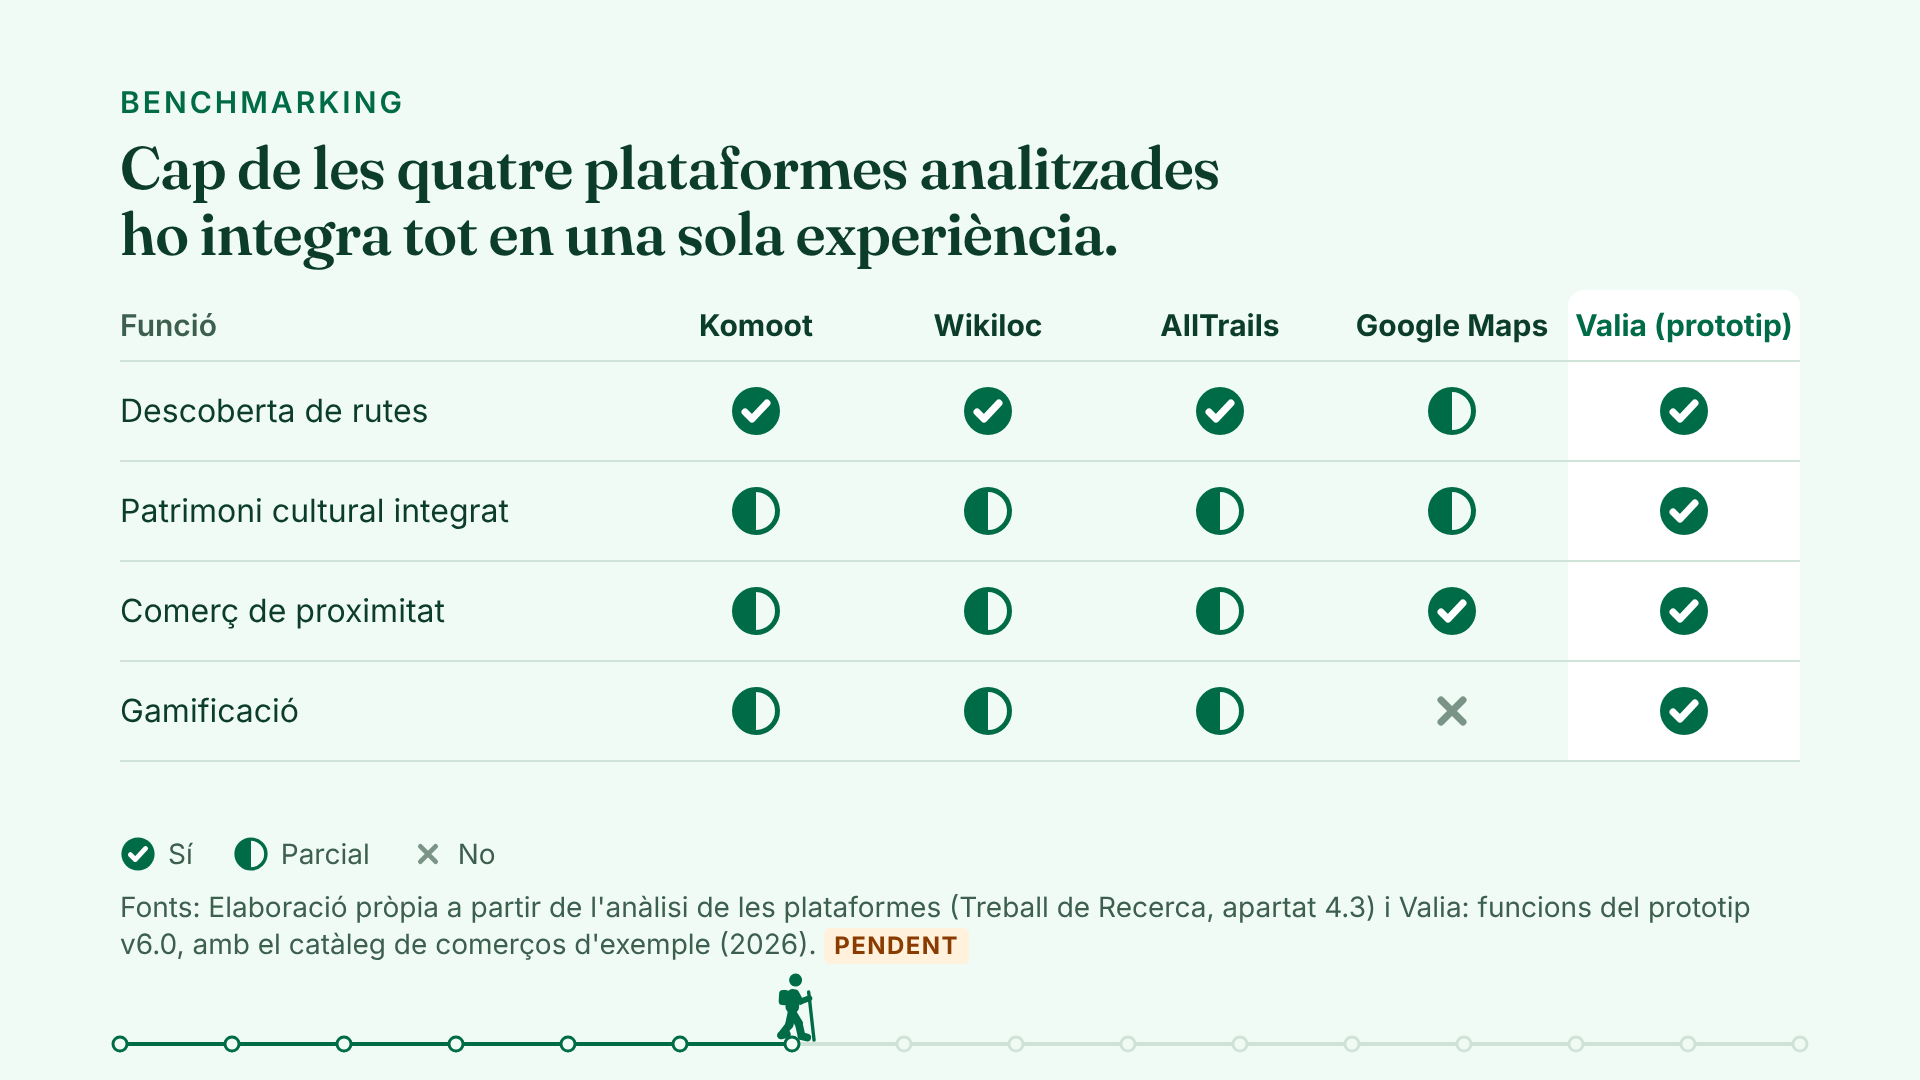 BENCHMARKING
Cap de les quatre plataformes analitzades
ho integra tot en una sola experiència.
Funció Komoot Wikiloc AllTrails Google Maps Valia (prototip)
Descoberta de rutes
Patrimoni cultural integrat
Comerç de proximitat
Gamificació
Sí Parcial No
Fonts: Elaboració pròpia a partir de l'anàlisi de les plataformes (Treball de Recerca, apartat 4.3) i Valia: funcions del prototip
v6.0, amb el catàleg de comerços d'exemple (2026). PENDENT